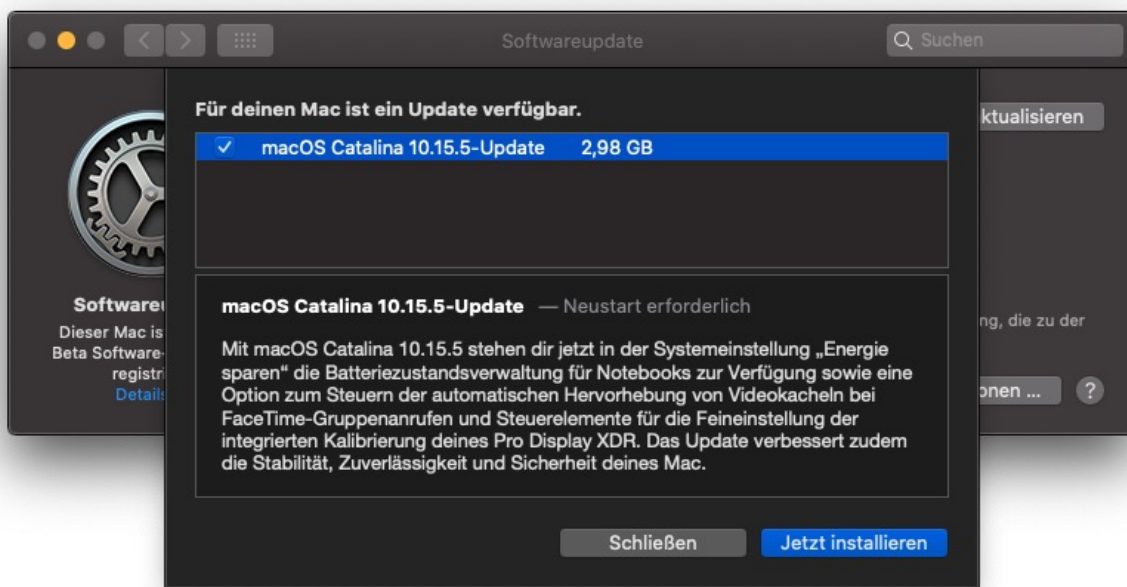 Softwareupdate
Suchen
Für deinen Mac ist ein Update verfügbar.
macOS Catalina 10.15.5-Update 2,98 GB
macOS Catalina 10.15.5-Update — Neustart erforderlich
Mit macOS Catalina 10.15.5 stehen dir jetzt in der Systemeinstellung „Energie
sparen“ die Batteriezustandsverwaltung für Notebooks zur Verfügung sowie eine
Option zum Steuern der automatischen Hervorhebung von Videokacheln bei
FaceTime-Gruppenanrufen und Steuerelemente für die Feineinstellung der
integrierten Kalibrierung deines Pro Display XDR. Das Update verbessert zudem
die Stabilität, Zuverlässigkeit und Sicherheit deines Mac.
Schließen
Jetzt installieren
Dieser Mac is
Beta Software-
registri
Details
ktualisieren
ng, die zu der
onen ...
?